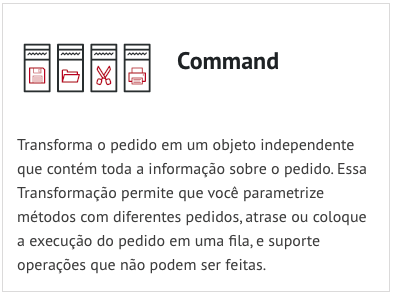 Command
Transforma o pedido em um objeto independente
que contém toda a informação sobre o pedido. Essa
Transformação permite que você parametrize
métodos com diferentes pedidos, atrase ou coloque
a execução do pedido em uma fila, e suporte
operações que não podem ser feitas.